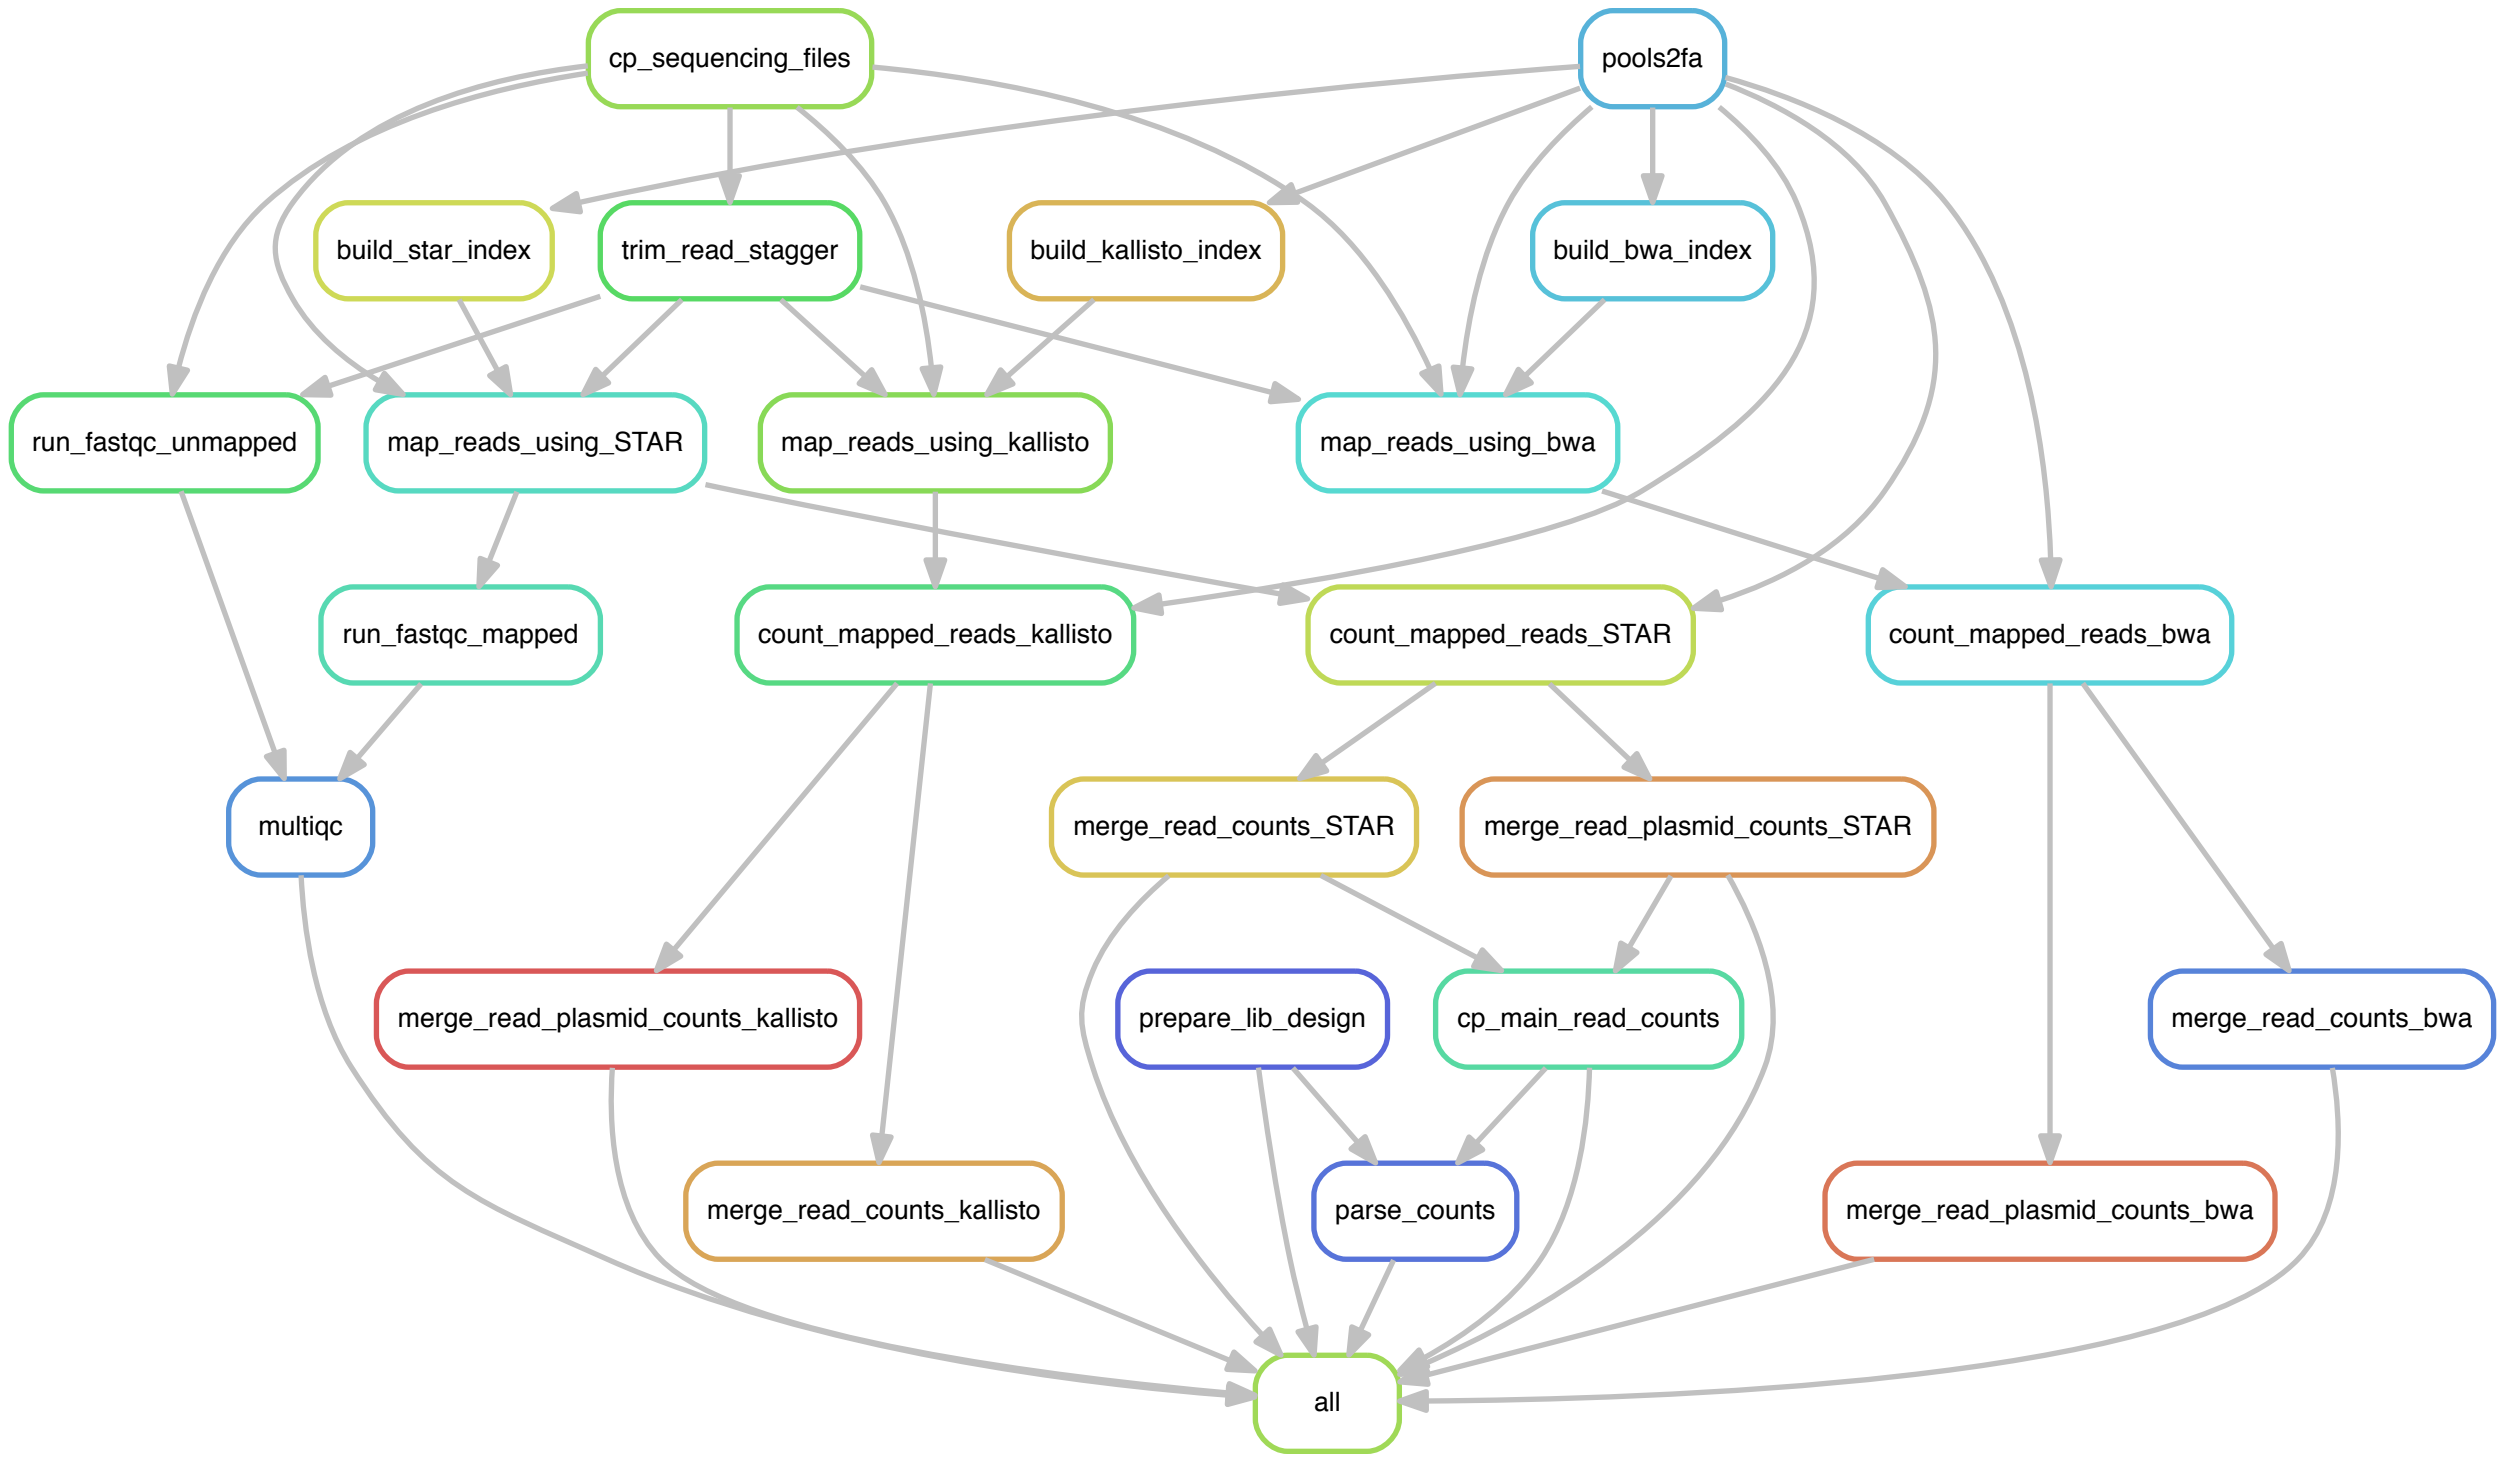 cp_sequencing_files
pools2fa
build_star_index
trim_read_stagger
build_kallisto_index
build_bwa_index
run_fastqc_unmapped
map_reads_using_STAR
map_reads_using_kallisto
map_reads_using_bwa
run_fastqc_mapped
count_mapped_reads_kallisto
count_mapped_reads_STAR
count_mapped_reads_bwa
multiqc
merge_read_counts_STAR
merge_read_plasmid_counts_STAR
merge_read_plasmid_counts_kallisto
prepare_lib_design
cp_main_read_counts
merge_read_counts_bwa
merge_read_counts_kallisto
parse_counts
merge_read_plasmid_counts_bwa
all